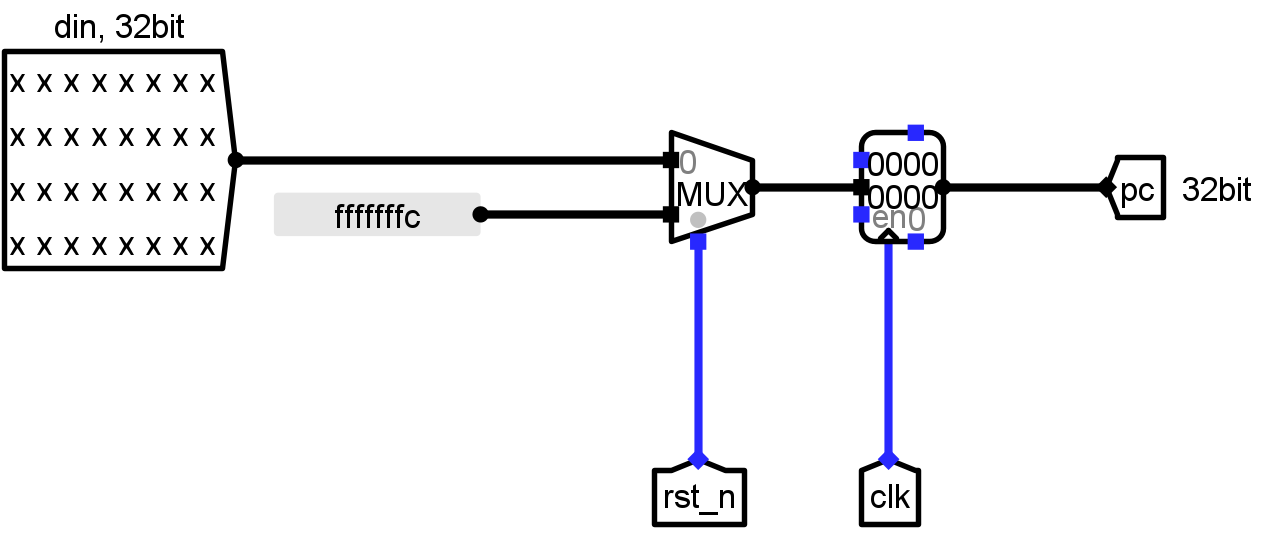 din, 32bit
x x x x x x x x
x x x x x x x x
x x x x x x x x
x x x x x x x x
fffffffc
0
MUX
0000
0000
en0
pc
32bit
rst_n
clk